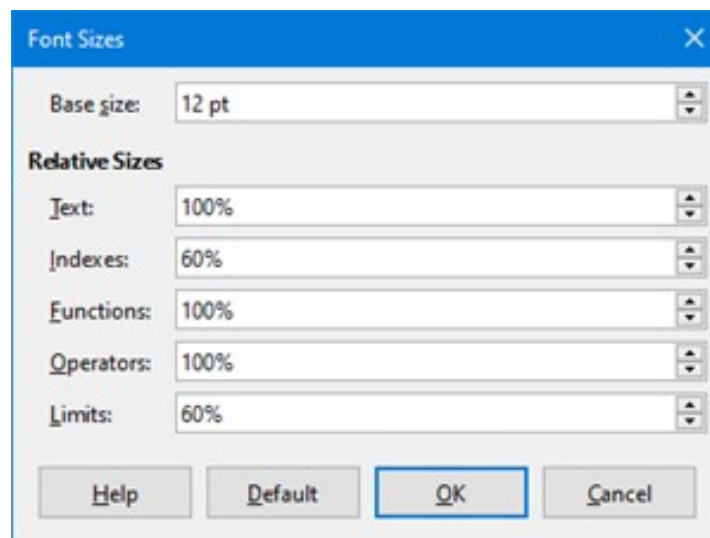 Font Sizes
Base size: 12 pt
Relative Sizes
Text: 100%
Indexes: 60%
Functions: 100%
Operators: 100%
Limits: 60%
Help Default OK Cancel